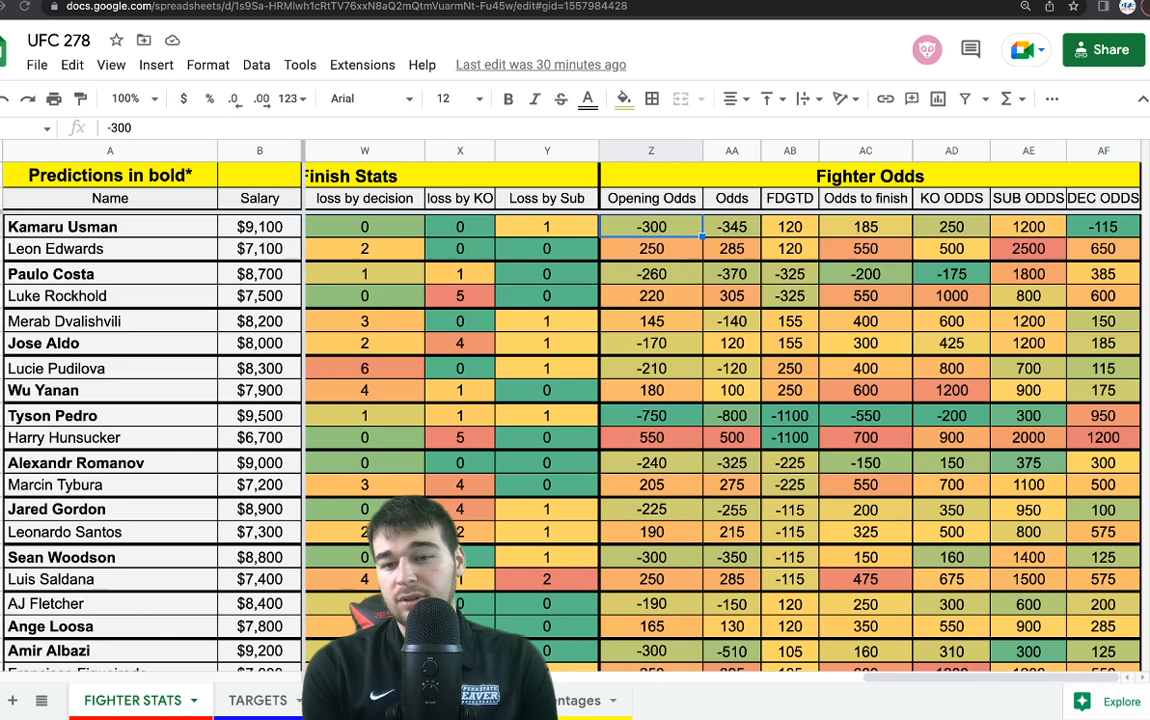 docs.google.com/spreadsheets/d/1s9Sa-HRMlwh1cRtTV76xxN8aQ2mQtmVuarmNt-Fu45w/edit#gid=1557984428
UFC 278
File Edit View Insert Format Data Tools Extensions Help Last edit was 30 minutes ago
Share
100% $ % .0 .00 123 Arial 12 B I S A
fx -300
A B W X Y Z AA AB AC AD AE AF
Predictions in bold* Finish Stats Fighter Odds
Name Salary loss by decision loss by KO Loss by Sub Opening Odds Odds FDGTD Odds to finish KO ODDS SUB ODDS DEC ODDS
Kamaru Usman $9,100 0 0 1 -300 -345 120 185 250 1200 -115
Leon Edwards $7,100 2 0 0 250 285 120 550 500 2500 650
Paulo Costa $8,700 1 1 0 -260 -370 -325 -200 -175 1800 385
Luke Rockhold $7,500 0 5 0 220 305 -325 550 1000 800 600
Merab Dvalishvili $8,200 3 0 1 145 -140 155 400 600 1200 150
Jose Aldo $8,000 2 4 1 -170 120 155 300 425 1200 185
Lucie Pudilova $8,300 6 0 1 -210 -120 250 400 800 700 115
Wu Yanan $7,900 4 1 0 180 100 250 600 1200 900 175
Tyson Pedro $9,500 1 1 1 -750 -800 -1100 -550 -200 300 950
Harry Hunsucker $6,700 0 5 0 550 500 -1100 700 900 2000 1200
Alexandr Romanov $9,000 0 0 0 -240 -325 -225 -150 150 375 300
Marcin Tybura $7,200 3 4 0 205 275 -225 550 700 1100 500
Jared Gordon $8,900 0 4 1 -225 -255 -115 200 350 950 100
Leonardo Santos $7,300 2 2 0 190 215 -115 325 500 800 575
Sean Woodson $8,800 0 1 -300 -350 -115 150 160 1400 125
Luis Saldana $7,400 4 1 2 250 285 -115 475 675 1500 575
AJ Fletcher $8,400 0 0 -190 -150 120 250 300 600 200
Ange Loosa $7,800 0 165 130 120 350 550 900 285
Amir Albazi $9,200 0 -300 -510 105 160 310 300 125
FIGHTER STATS TARGETS entages Explore
PENN STATE
BEAVER